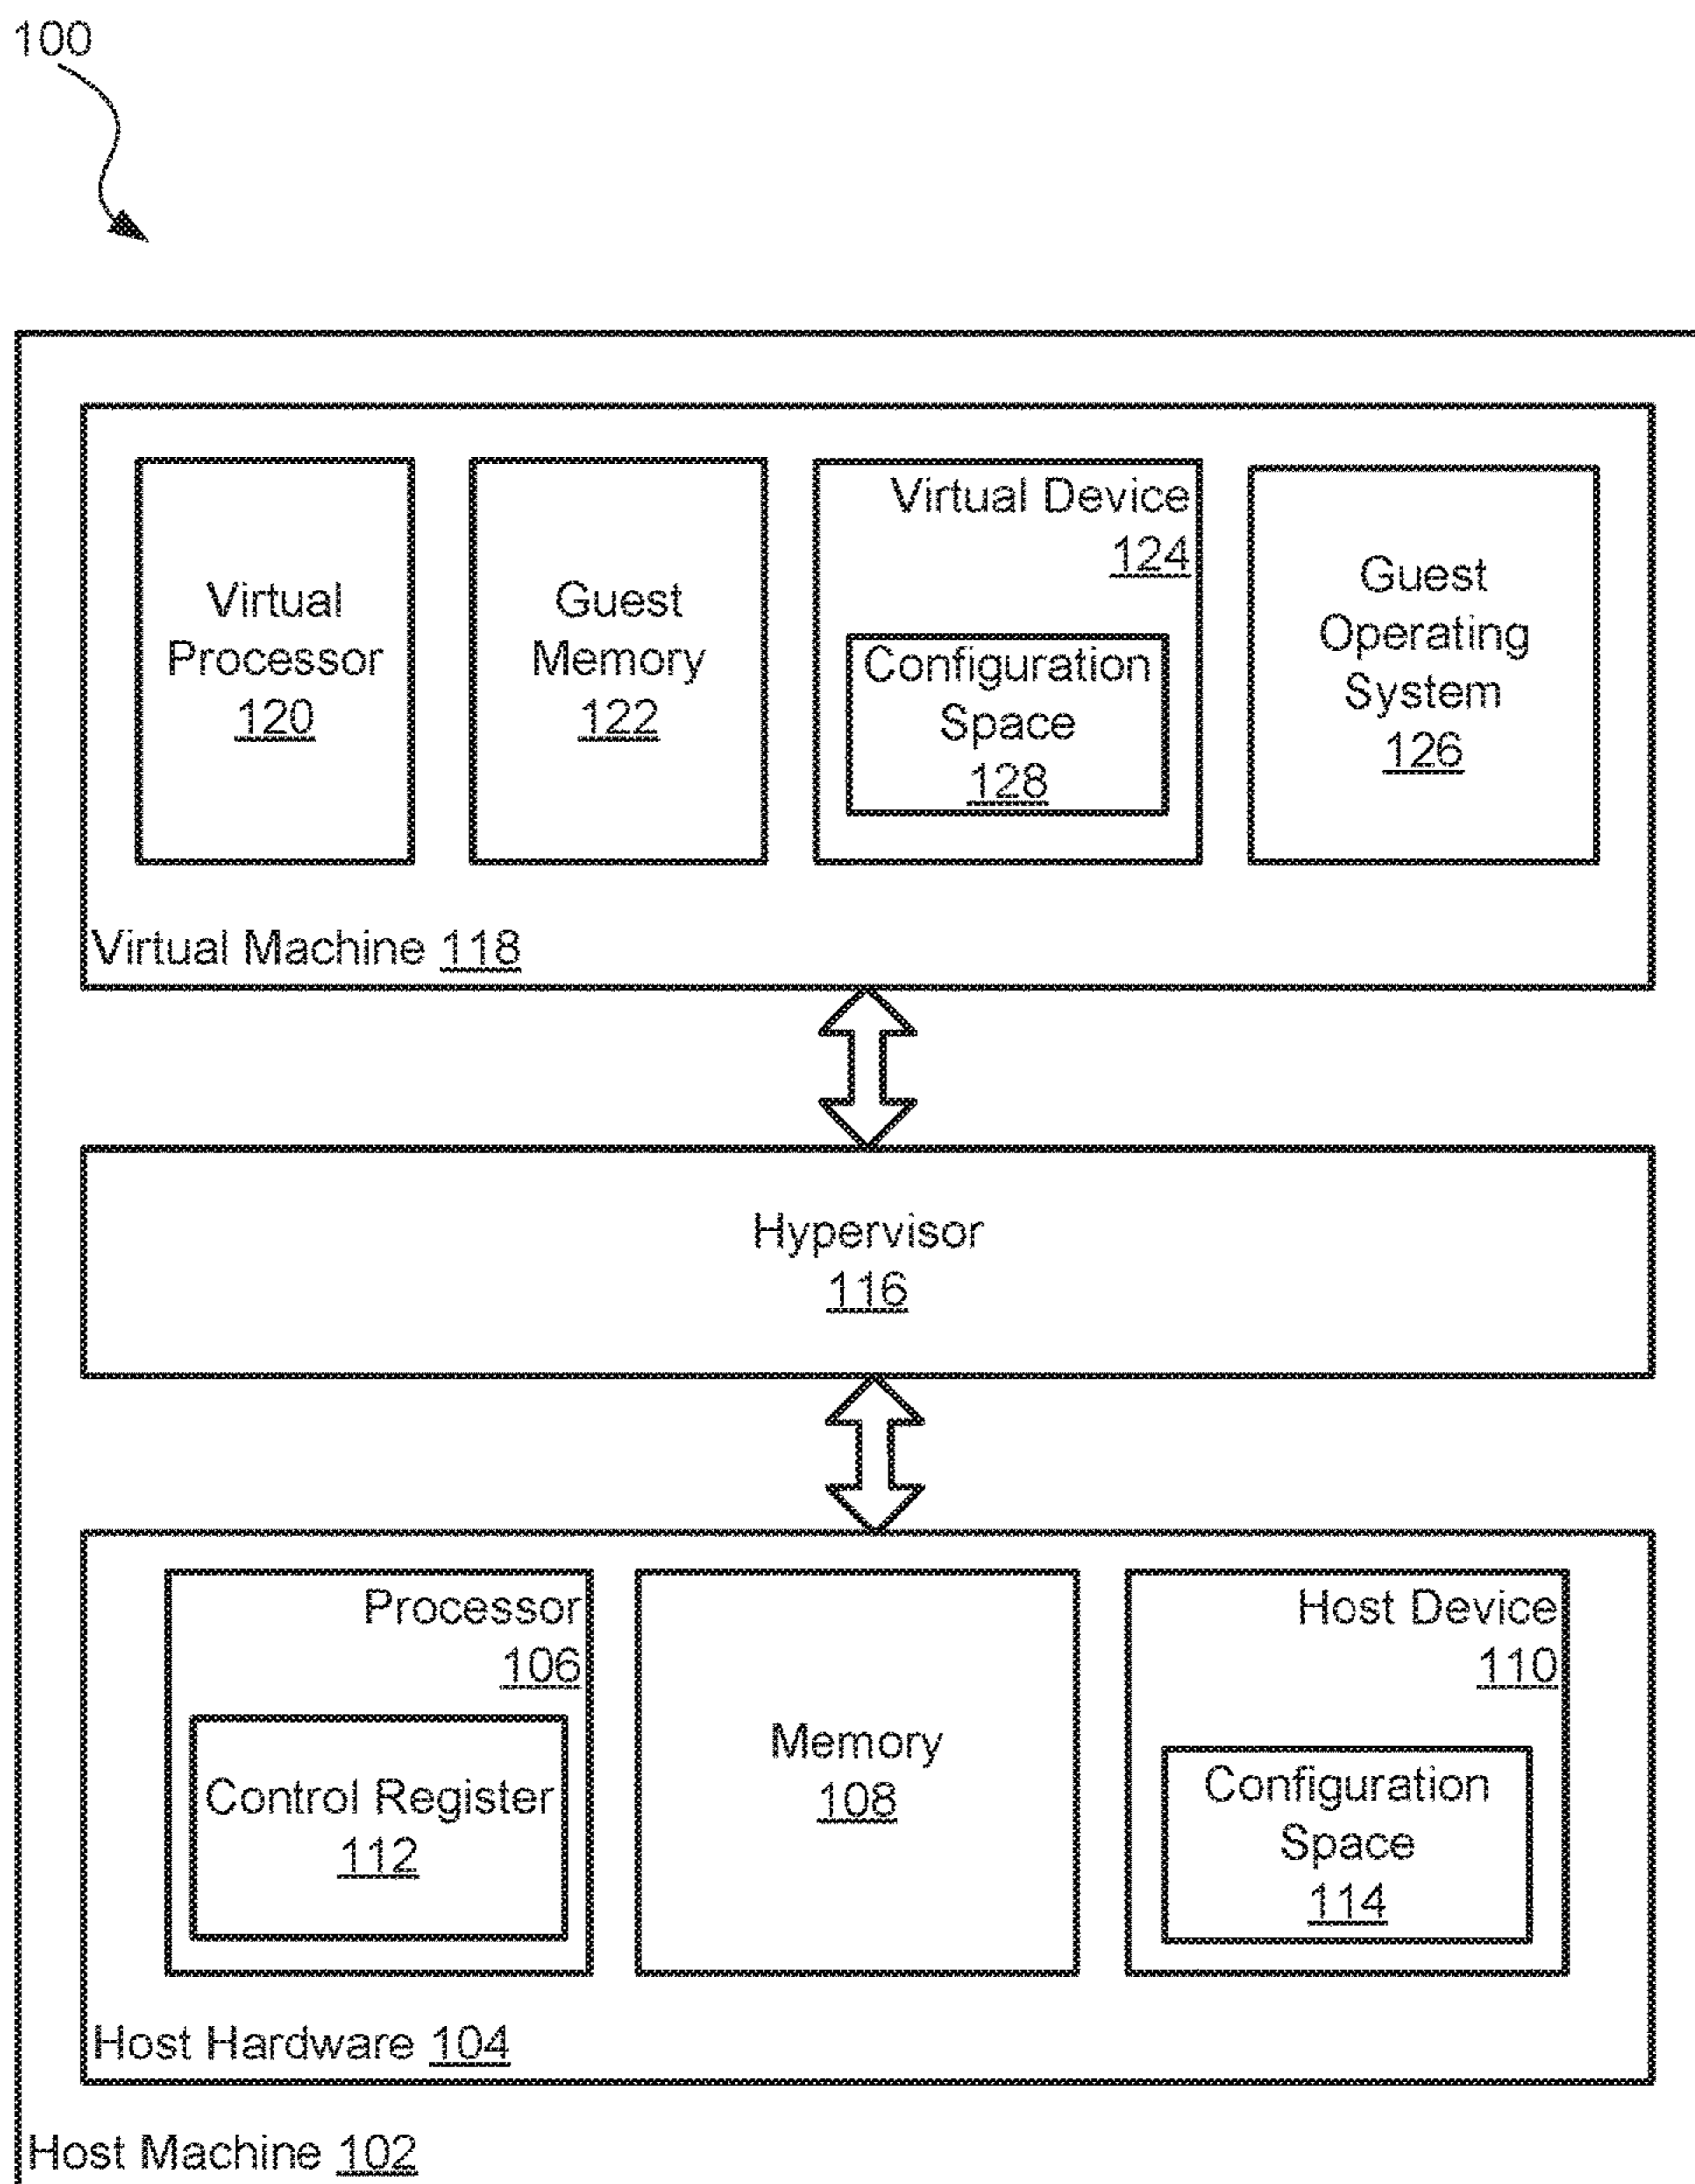 100
Virtual
Processor
120
Guest
Memory
122
Virtual Device
124
Configuration
Space
128
Guest
Operating
System
126
Virtual Machine 118
Hypervisor
116
Processor
106
Control Register
112
Memory
108
Host Device
110
Configuration
Space
114
Host Hardware 104
Host Machine 102